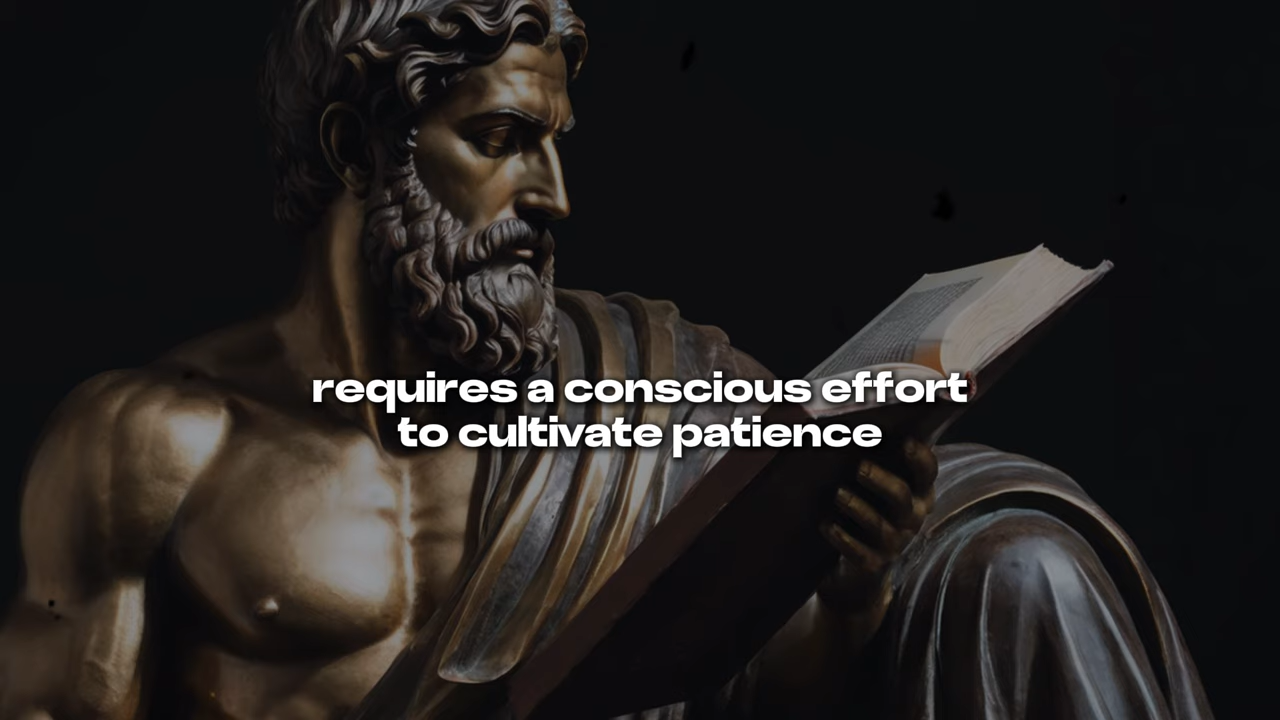 requires a conscious effort
to cultivate patience